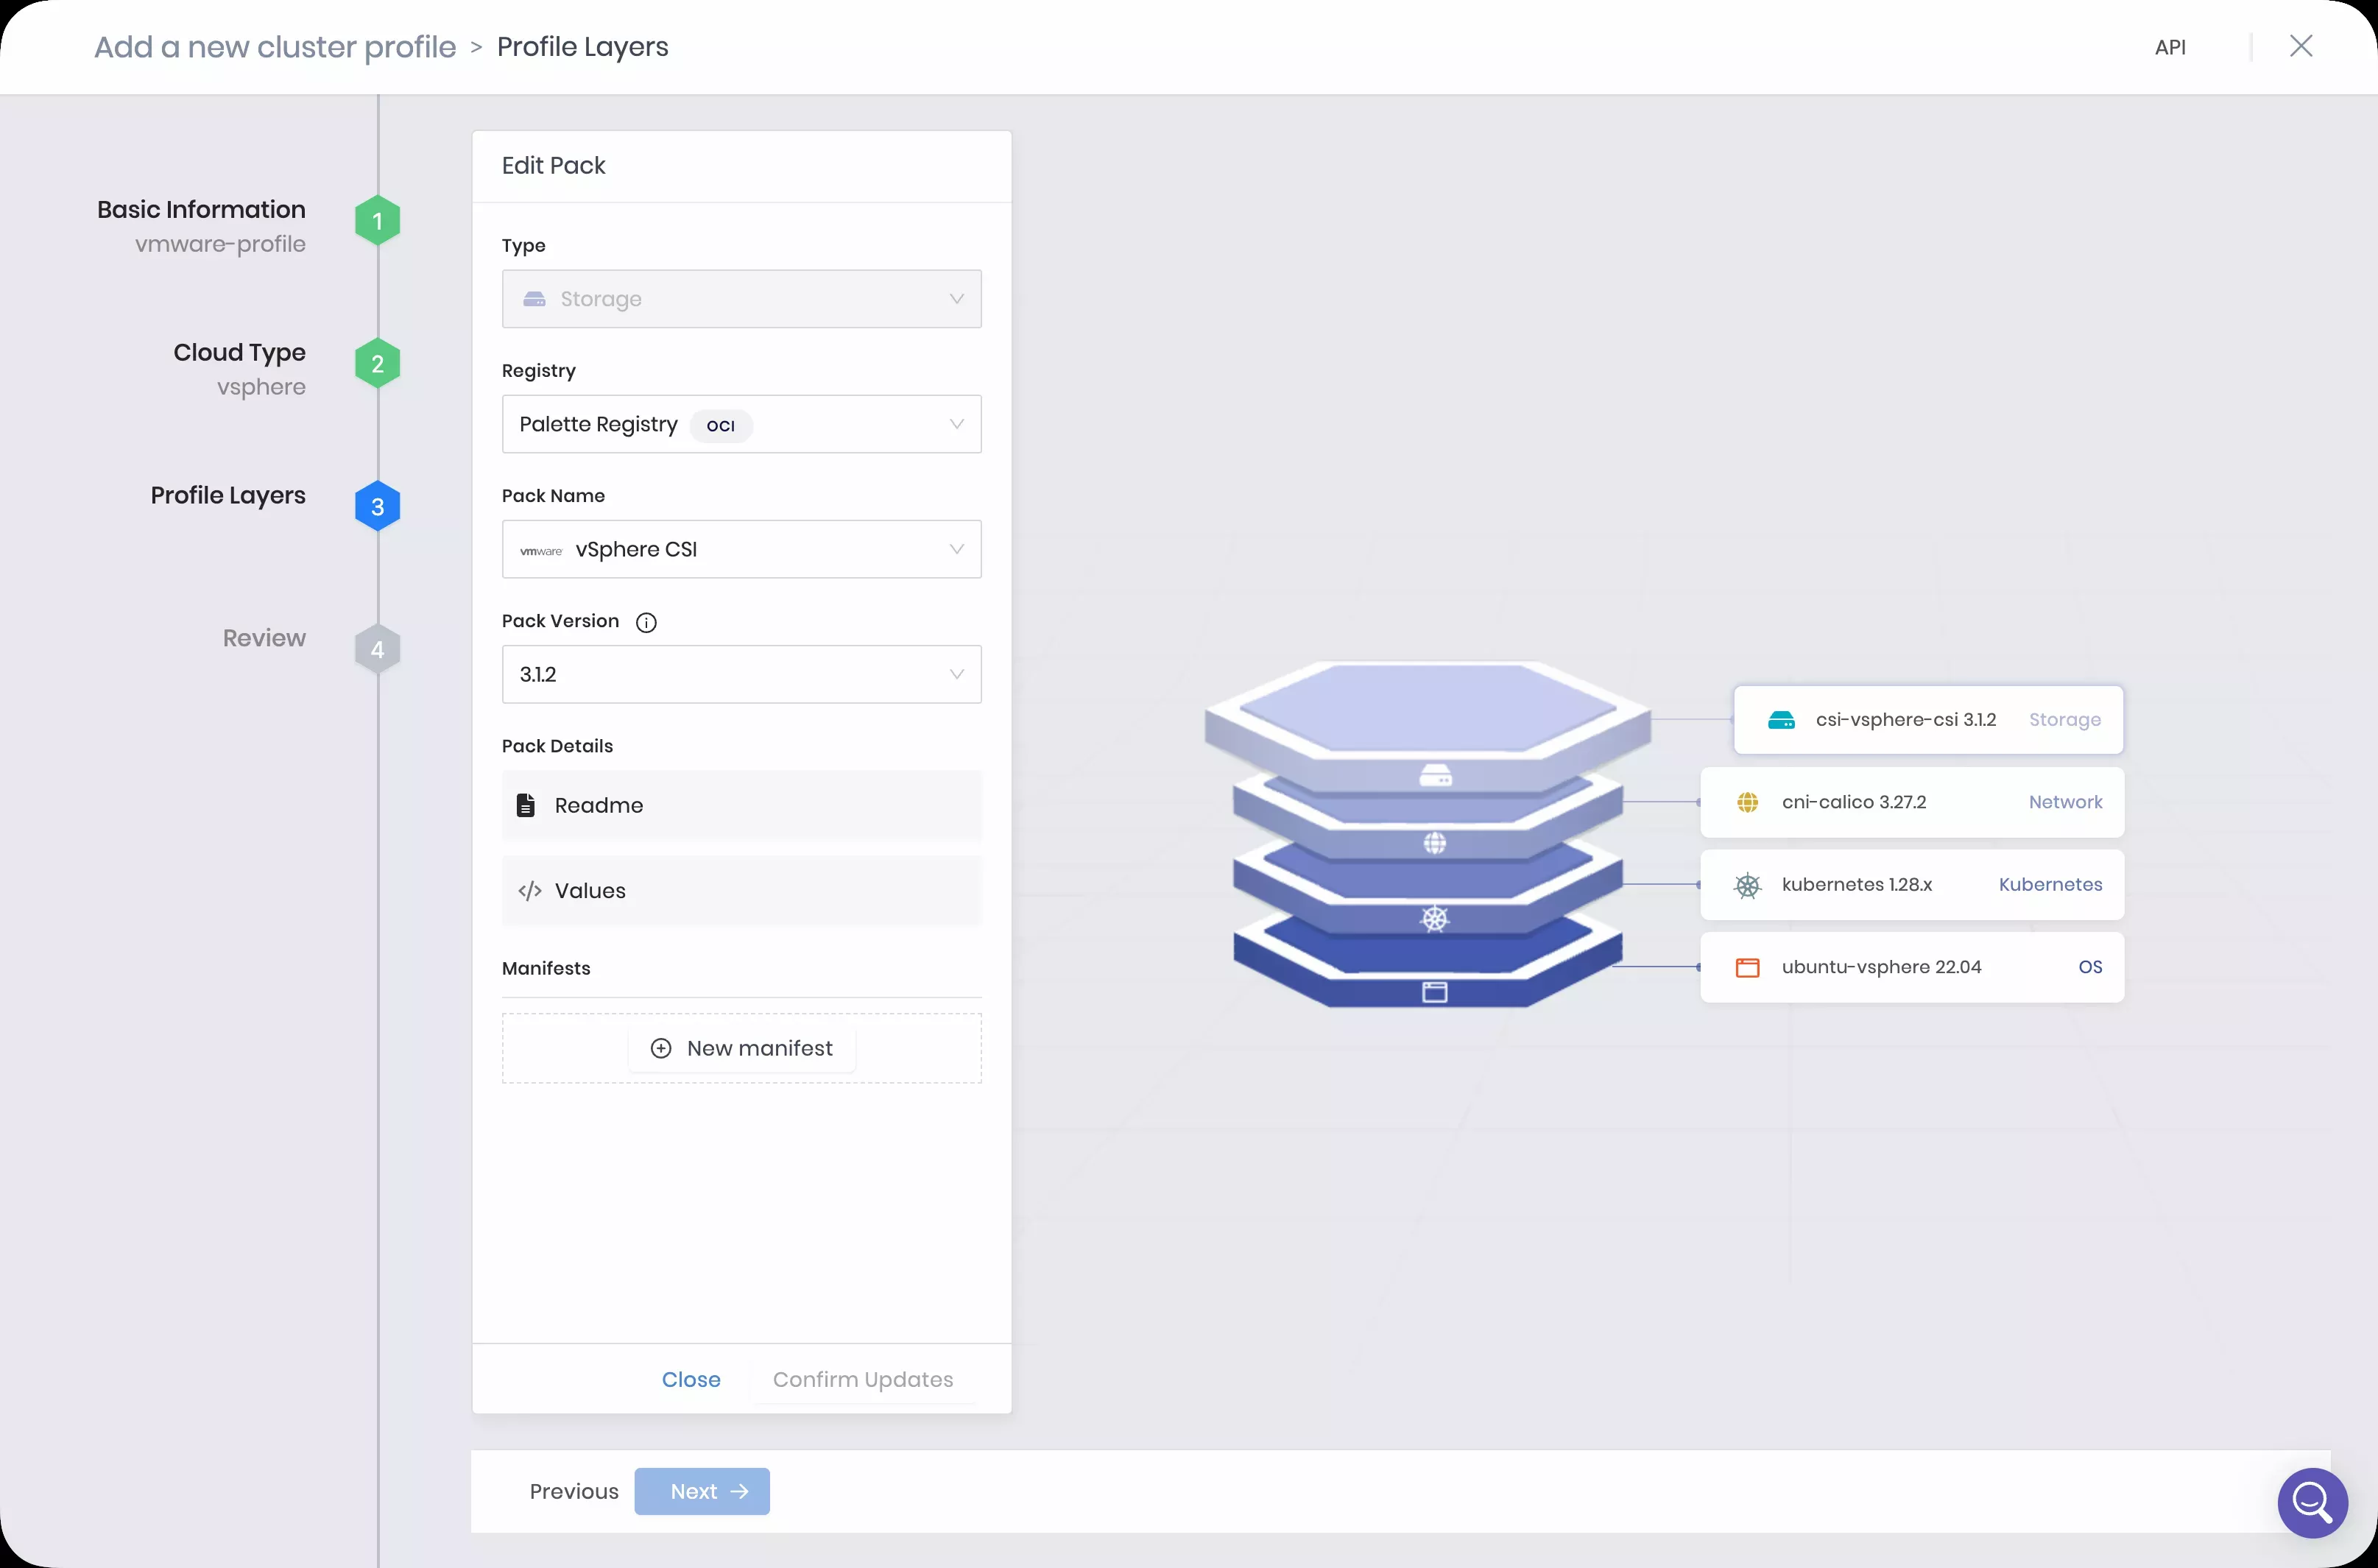 Add a new cluster profile > Profile Layers
API
Basic Information
vmware-profile
1
Cloud Type
vsphere
2
Profile Layers
3
Review
4
Edit Pack
Type
Storage
Registry
Palette Registry OCI
Pack Name
vmware vSphere CSI
Pack Version
3.1.2
Pack Details
Readme
</> Values
Manifests
New manifest
Close Confirm Updates
csi-vsphere-csi 3.1.2 Storage
cni-calico 3.27.2 Network
kubernetes 1.28.x Kubernetes
ubuntu-vsphere 22.04 OS
Previous Next